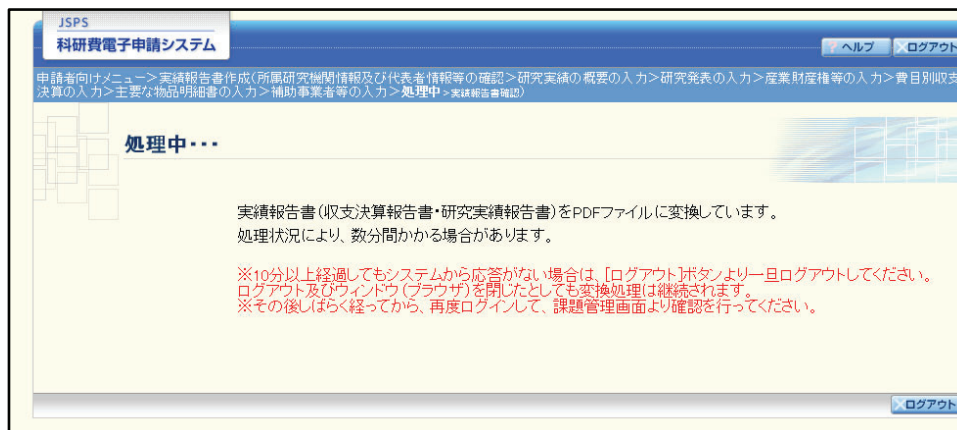 JSPS
科研費電子申請システム
ヘルプ ログアウト
申請者向けメニュー＞実績報告書作成(所属研究機関情報及び代表者情報等の確認＞研究実績の概要の入力＞研究発表の入力＞産業財産権等の入力＞費目別収支
決算の入力＞主要な物品明細書の入力＞補助事業者等の入力＞処理中＞実績報告書確認)
処理中･･･
実績報告書(収支決算報告書･研究実績報告書)をPDFファイルに変換しています。
処理状況により、数分間かかる場合があります。
※10分以上経過してもシステムから応答がない場合は、[ログアウト]ボタンより一旦ログアウトしてください。
ログアウト及びウィンドウ(ブラウザ)を閉じたとしても変換処理は継続されます。
※その後しばらく経ってから、再度ログインして、課題管理画面より確認を行ってください。
ログアウト